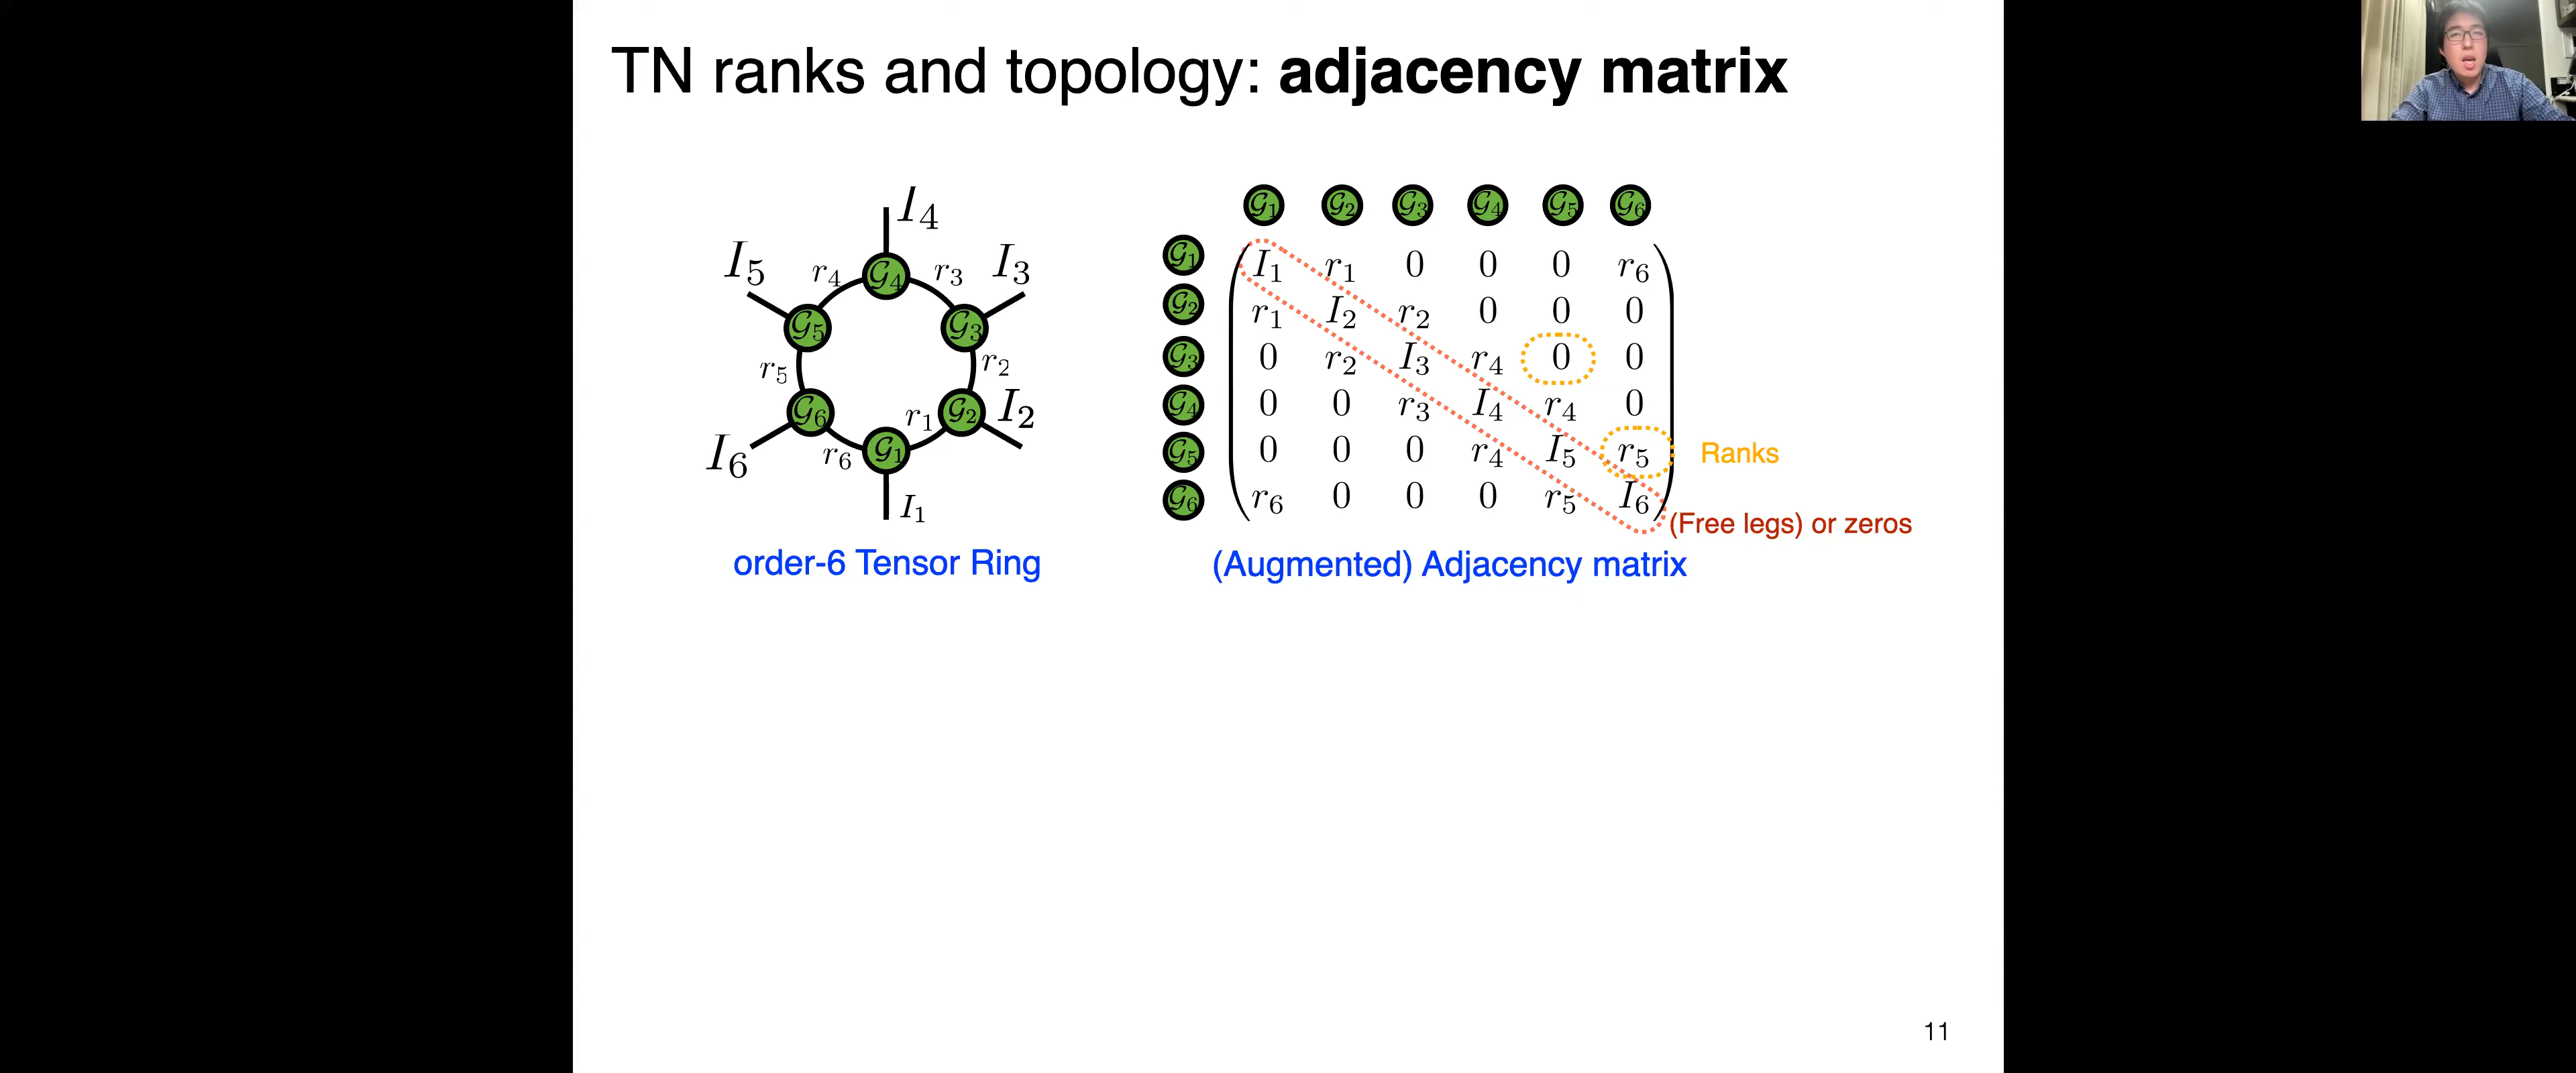 TN ranks and topology: adjacency matrix
I₄
I₅ r₄ 𝒢₄ r₃ I₃
𝒢₅ 𝒢₃
r₅ r₂
𝒢₆ r₁ 𝒢₂ I₂
I₆ r₆ 𝒢₁
I₁
order-6 Tensor Ring
𝒢₁ 𝒢₂ 𝒢₃ 𝒢₄ 𝒢₅ 𝒢₆
𝒢₁ I₁ r₁ 0 0 0 r₆
𝒢₂ r₁ I₂ r₂ 0 0 0
𝒢₃ 0 r₂ I₃ r₄ 0 0
𝒢₄ 0 0 r₃ I₄ r₄ 0
𝒢₅ 0 0 0 r₄ I₅ r₅ Ranks
𝒢₆ r₆ 0 0 0 r₅ I₆
(Free legs) or zeros
(Augmented) Adjacency matrix
11